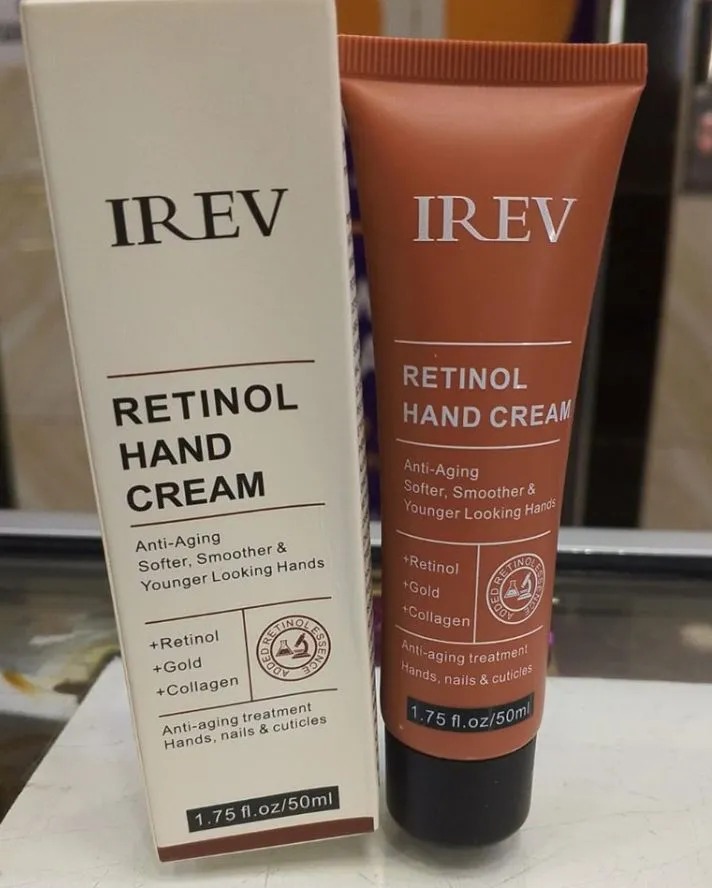 IREV
RETINOL
HAND
CREAM
Anti-Aging
Softer, Smoother &
Younger Looking Hands
+Retinol
+Gold
+Collagen
ADDED RETINOL ESSENCE
Anti-aging treatment
Hands, nails & cuticles
1.75 fl.oz/50ml
IREV
RETINOL
HAND CREAM
Anti-Aging
Softer, Smoother &
Younger Looking Hands
+Retinol
+Gold
+Collagen
ADDED RETINOL ESSENCE
Anti-aging treatment
Hands, nails & cuticles
1.75 fl.oz/50ml